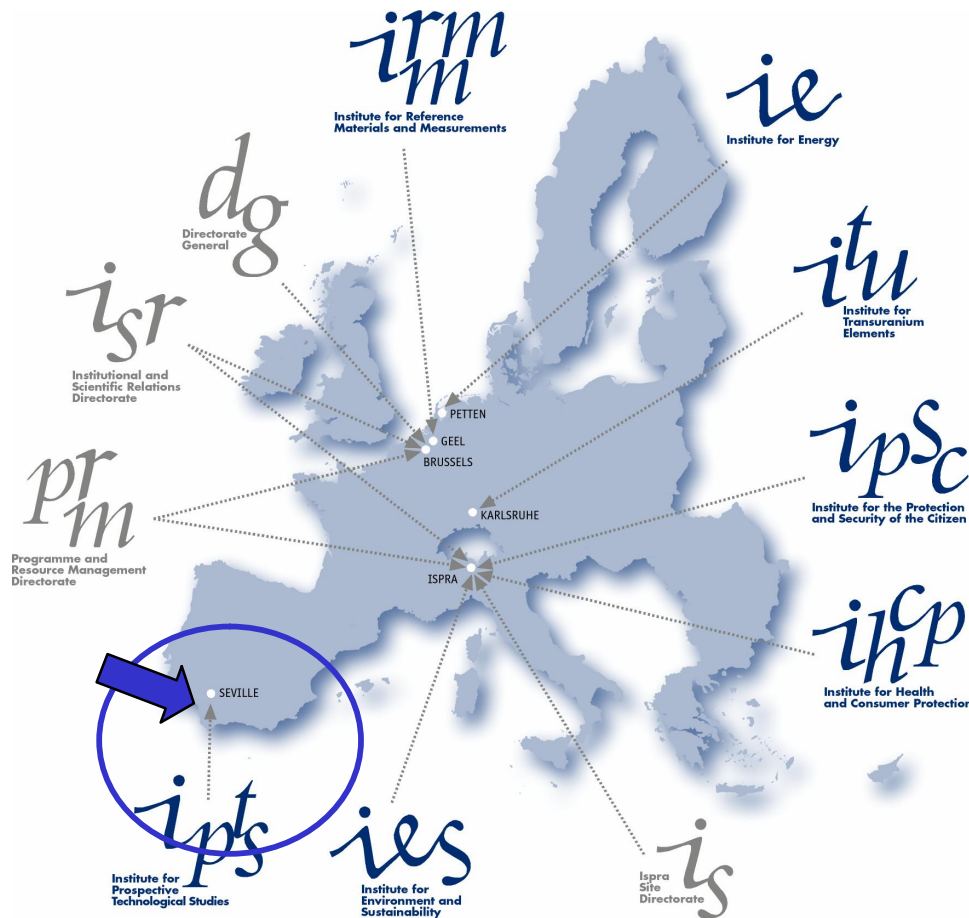 irm
m
Institute for Reference
Materials and Measurements
ie
Institute for Energy
dg
Directorate
General
itu
Institute for
Transuranium
Elements
isr
Institutional and
Scientific Relations
Directorate
PETTEN
GEEL
BRUSSELS
ipsc
Institute for the Protection
and Security of the Citizen
prm
Programme and
Resource Management
Directorate
KARLSRUHE
ISPRA
ihcp
Institute for Health
and Consumer Protection
SEVILLE
ipts
Institute for
Prospective
Technological Studies
ies
Institute for
Environment and
Sustainability
is
Ispra
Site
Directorate